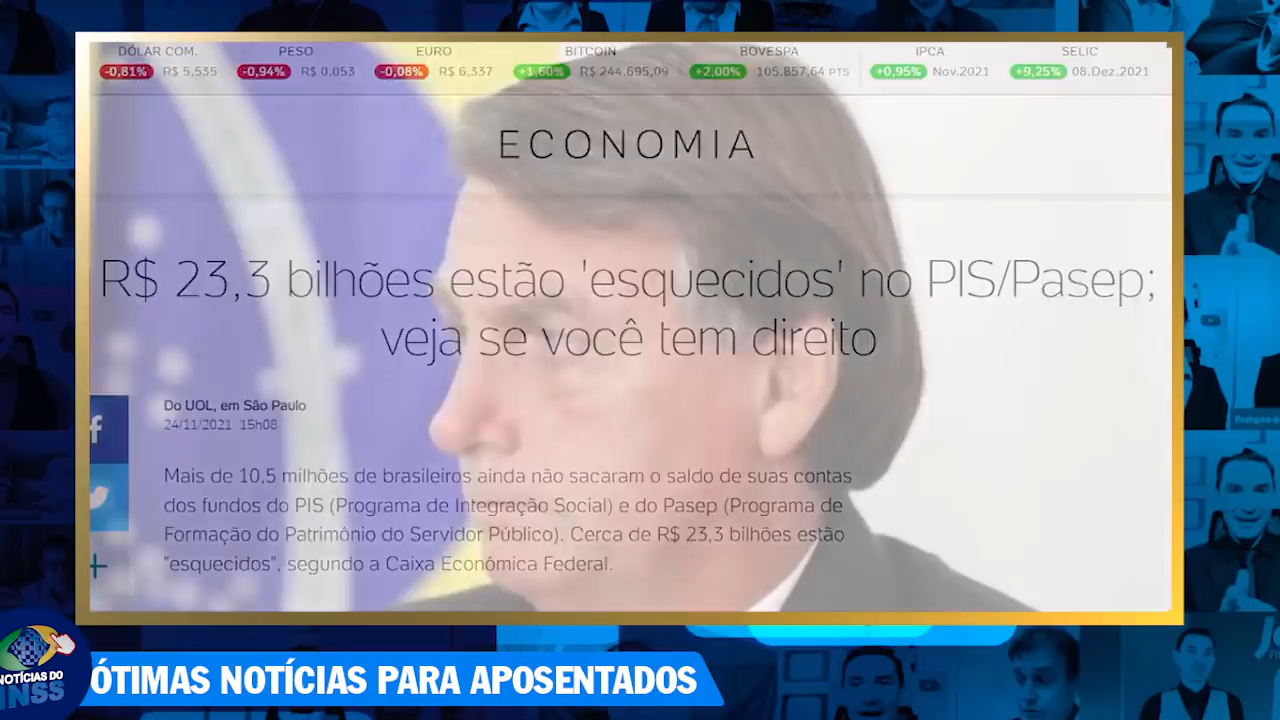 DÓLAR COM. PESO EURO BITCOIN BOVESPA IPCA SELIC
-0,81% R$ 5,535 -0,94% R$ 0.053 -0,08% R$ 6,337 +1,60% R$ 244.695,09 +2,00% 105.857,64 PTS +0,95% Nov.2021 +9,25% 08.Dez.2021
ECONOMIA
R$ 23,3 bilhões estão 'esquecidos' no PIS/Pasep;
veja se você tem direito
Do UOL, em São Paulo
24/11/2021 15h08
Mais de 10,5 milhões de brasileiros ainda não sacaram o saldo de suas contas
dos fundos do PIS (Programa de Integração Social) e do Pasep (Programa de
Formação do Patrimônio do Servidor Público). Cerca de R$ 23,3 bilhões estão
"esquecidos", segundo a Caixa Econômica Federal.
NOTÍCIAS DO
INSS
ÓTIMAS NOTÍCIAS PARA APOSENTADOS